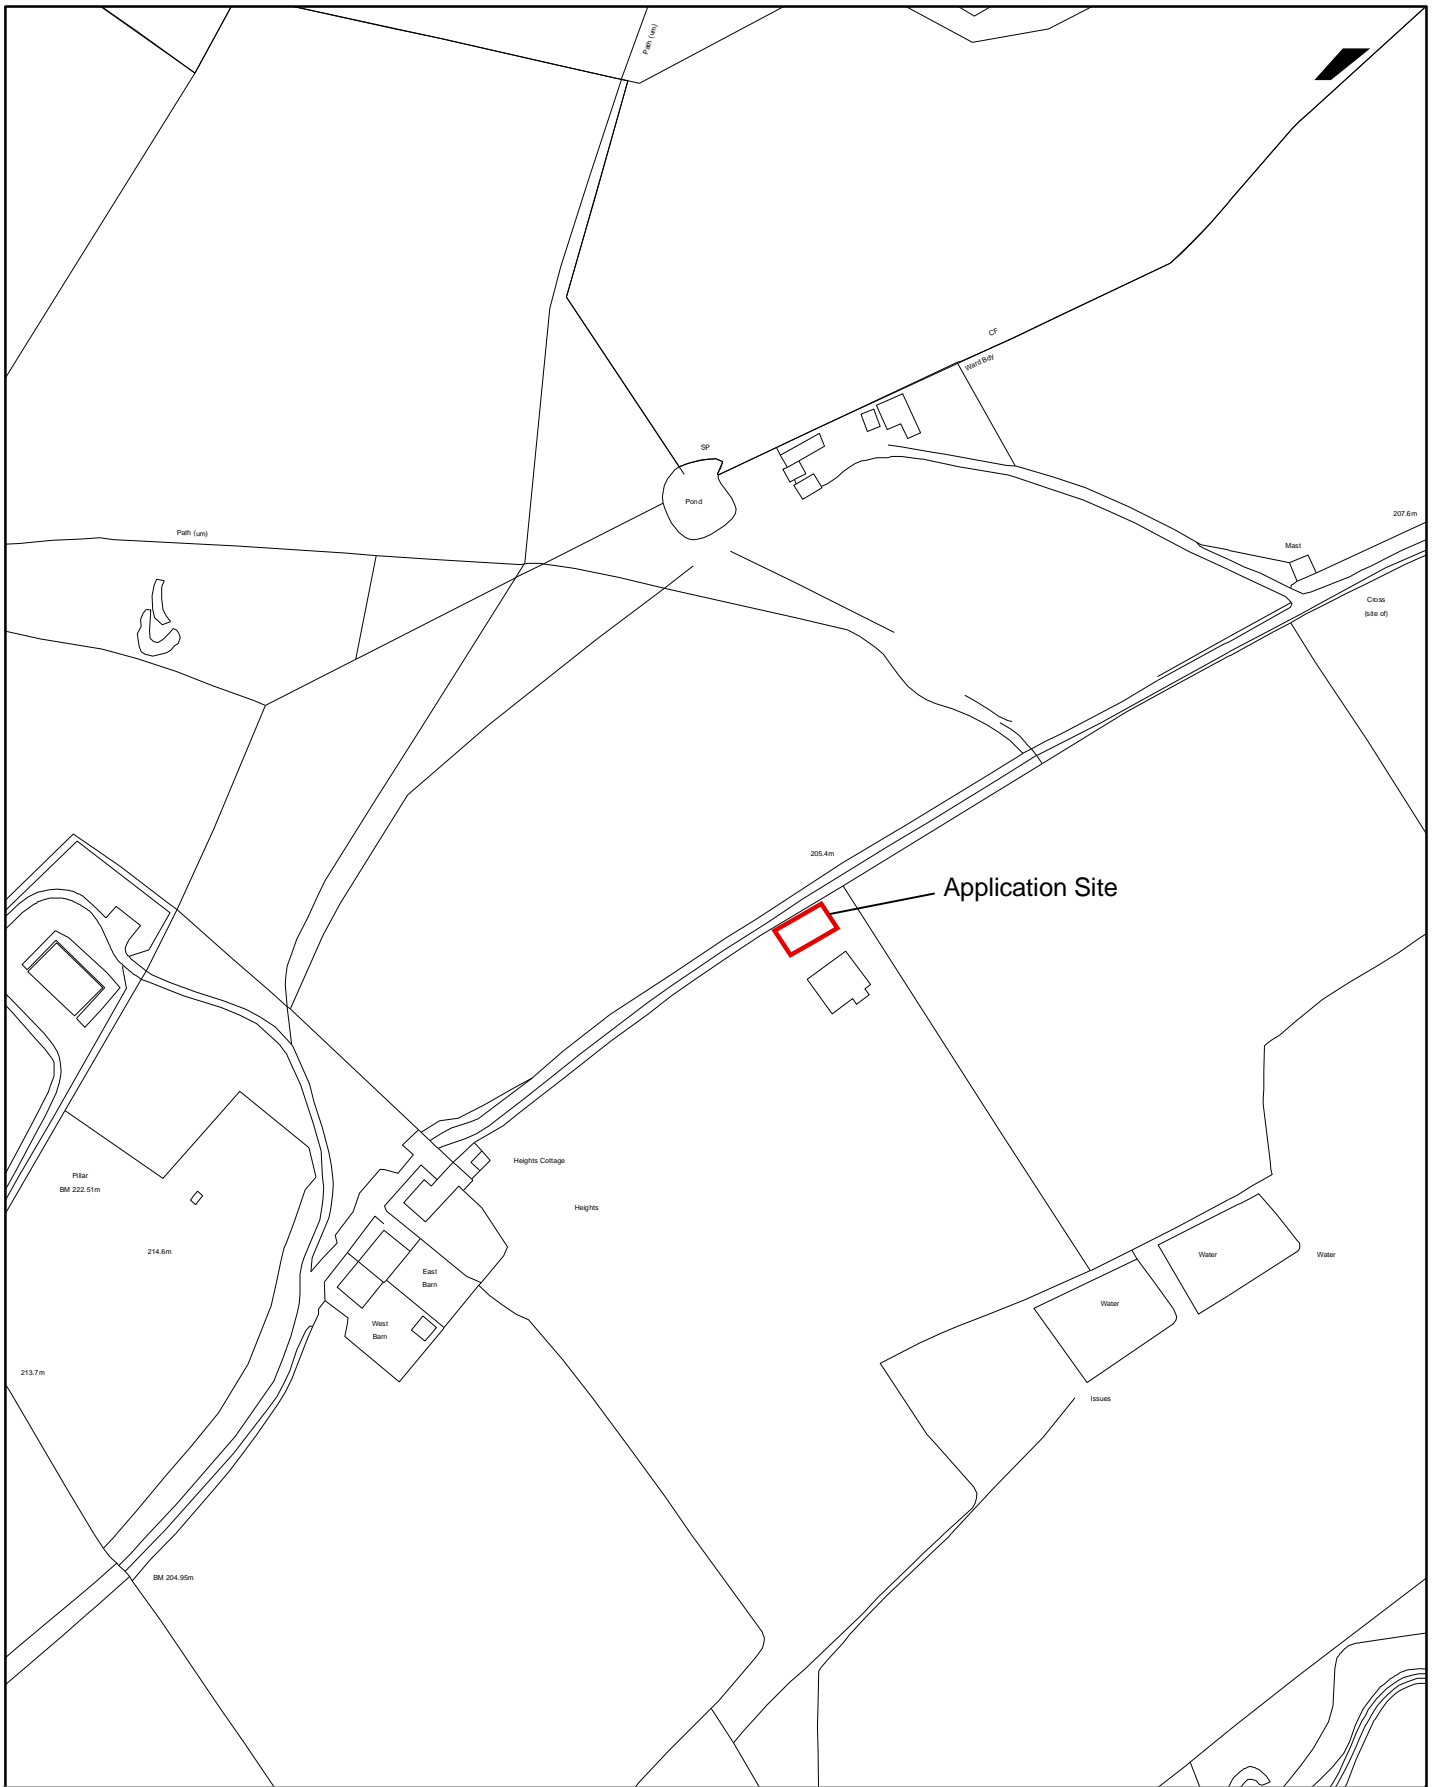 Path (um)
CF
Ward Bdy
SP
Pond
207.6m
Path (um)
Mast
Cross
(site of)
205.4m
Application Site
Heights Cottage
Pillar
BM 222.51m
Heights
214.6m
Water
Water
East
Barn
Water
West
Barn
213.7m
Issues
BM 204.95m